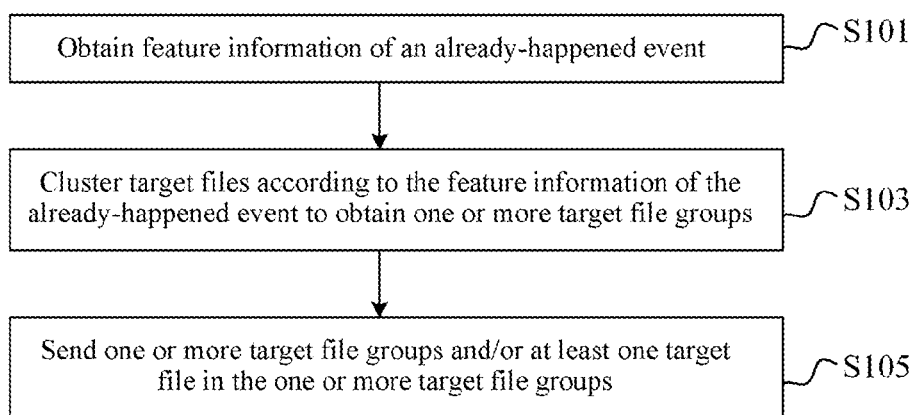 Obtain feature information of an already-happened event
S101
Cluster target files according to the feature information of the
already-happened event to obtain one or more target file groups
S103
Send one or more target file groups and/or at least one target
file in the one or more target file groups
S105